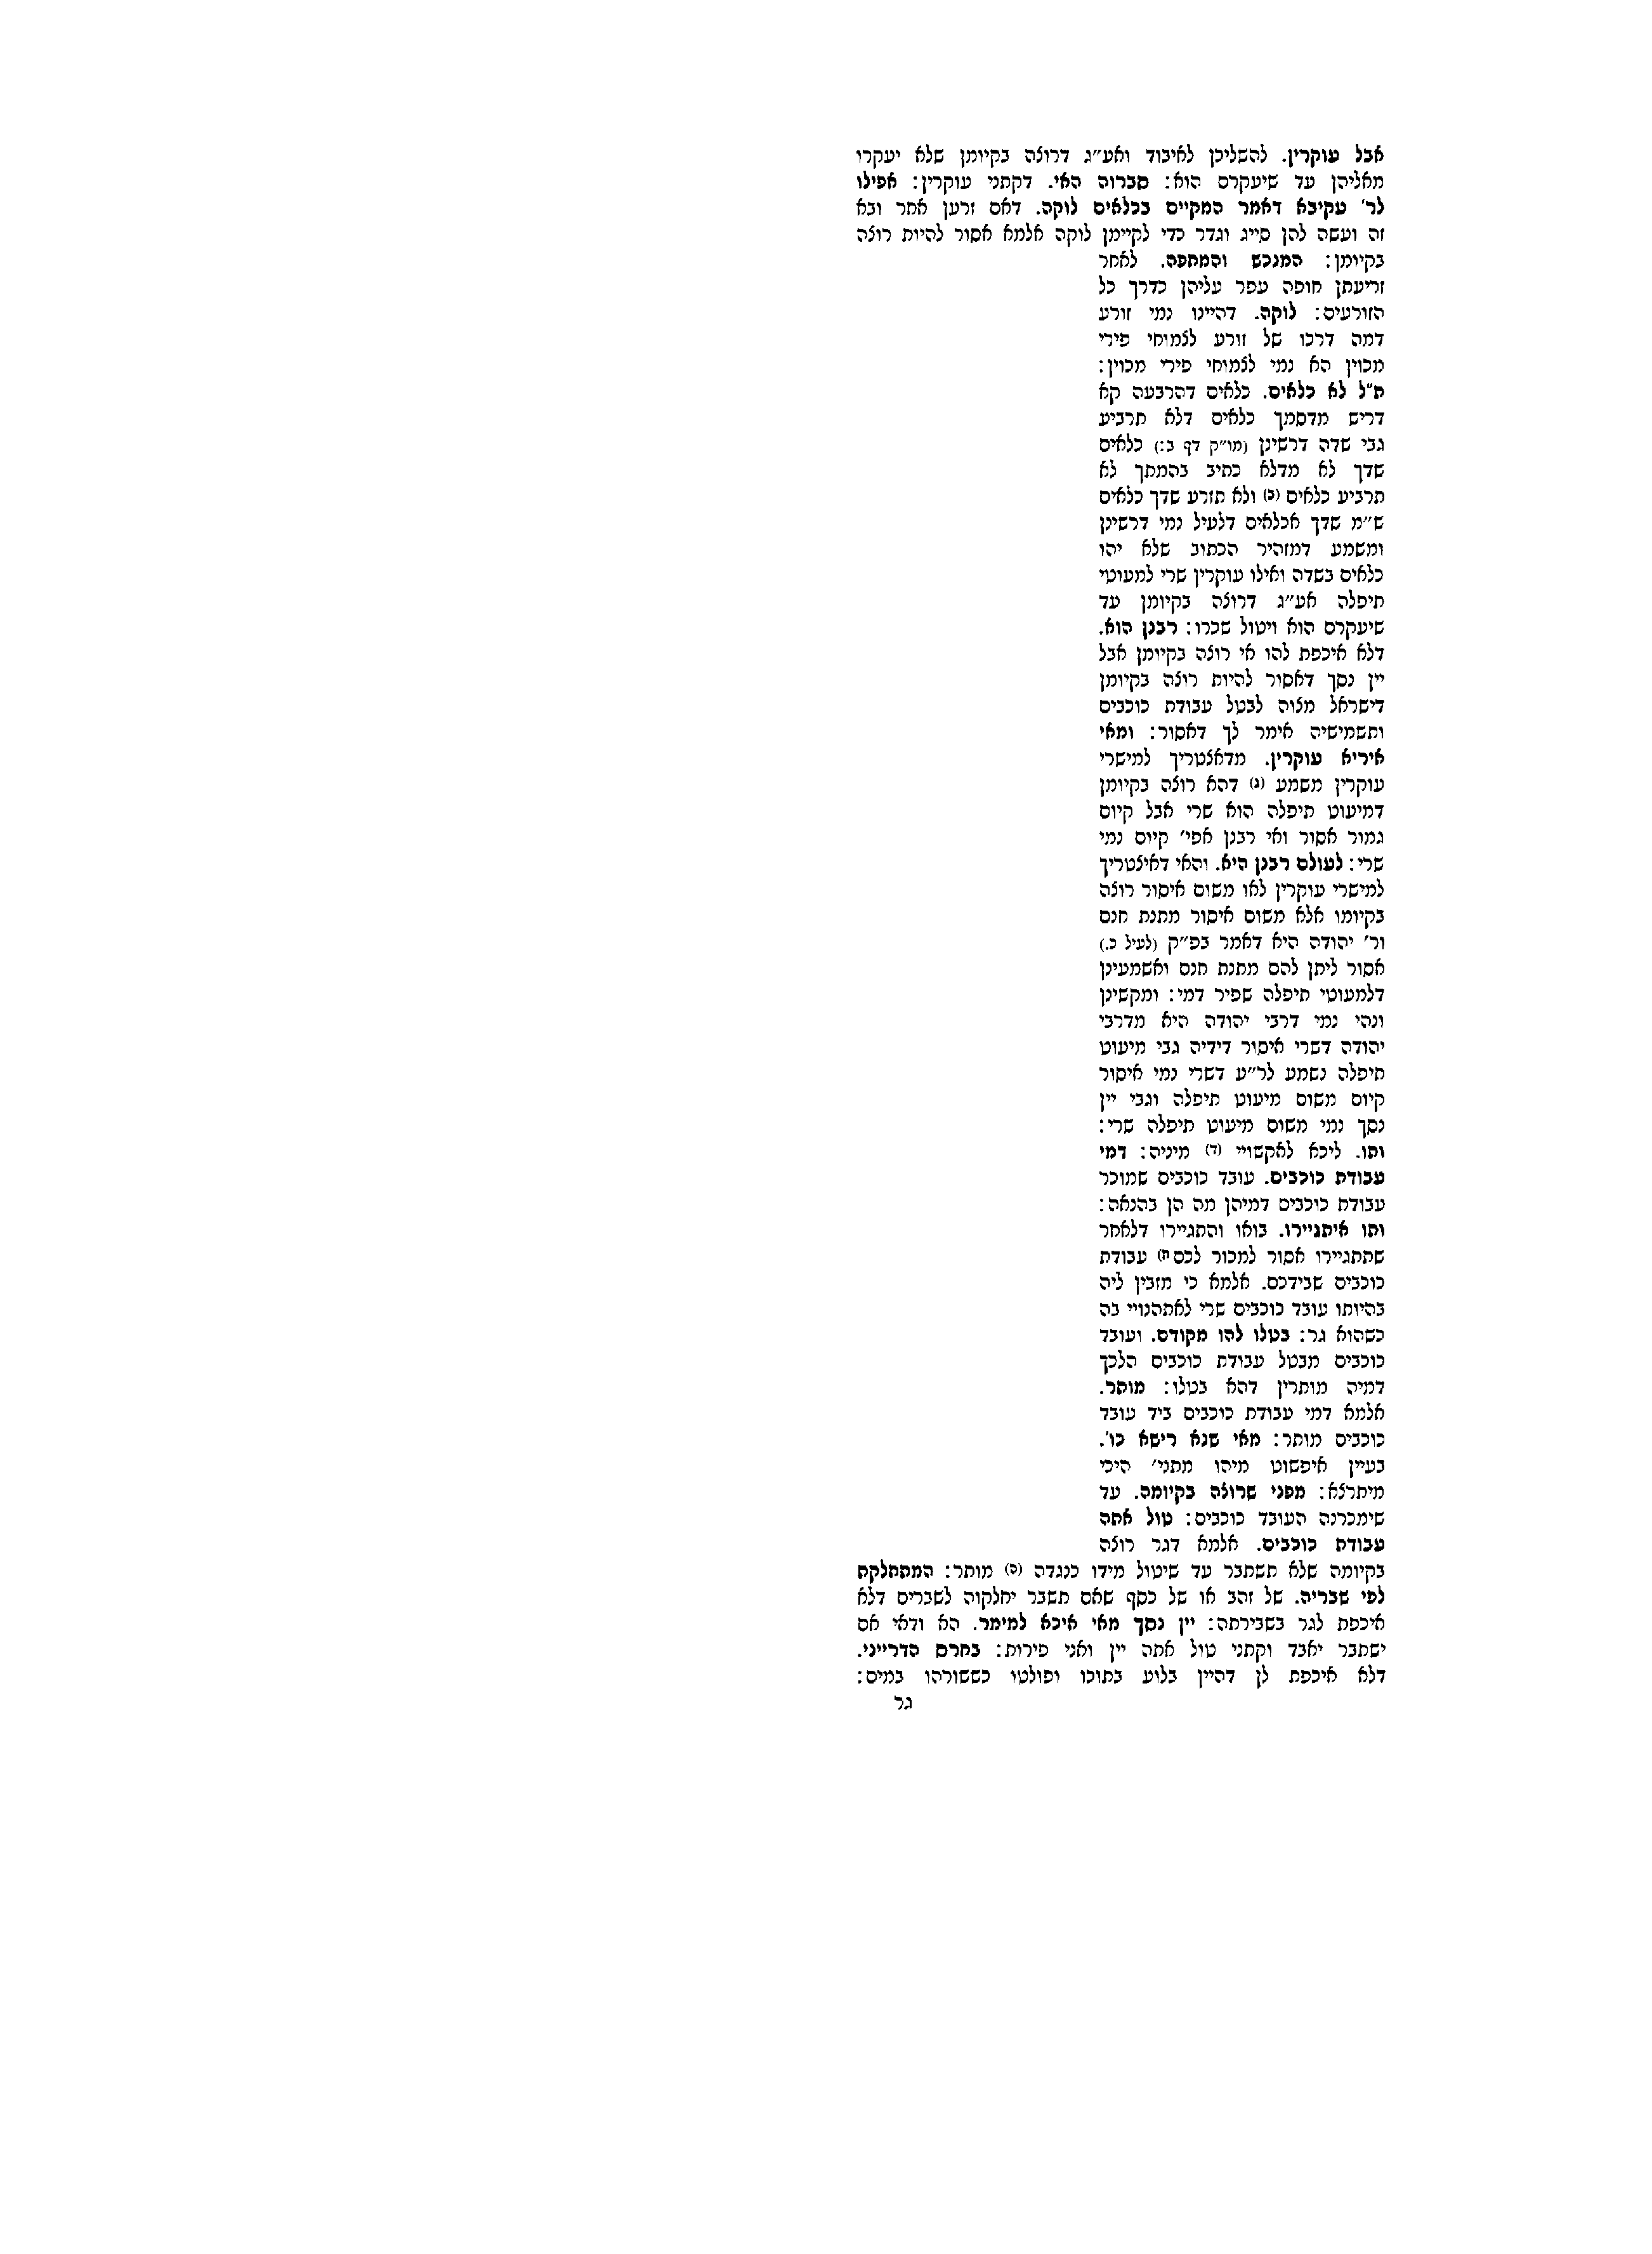 אבל עוקרין. להשליכן לאיבוד ואע״ג דרוצה בקיומן שלא יעקרו
מאליהן עד שיעקרם הוא: סברוה האי. דקתני עוקרין: אפילו
לר' עקיבא דאמר המקיים בכלאים לוקה. דאם זרען אחר ובא
זה ועשה להן סייג וגדר כדי לקיימן לוקה אלמא אסור להיות רוצה
בקיומן: המנכש והמחפה. לאחר
זריעתן חופה עפר עליהן כדרך כל
הזורעים: לוקה. דהיינו נמי זורע
דמה דרכו של זורע לצמוחי פירי
מכוין הא נמי לצמוחי פירי מכוין:
ת״ל לא כלאים. כלאים דהרבעה קא
דריש מדסמך כלאים דלא תרביע
גבי שדה דרשינן (מו״ק דף ב:) כלאים
שדך לא מדלא כתיב בהמתך לא
תרביע כלאים (כ) ולא תזרע שדך כלאים
ש״מ שדך אכלאים דלעיל נמי דרשינן
ומשמע דמזהיר הכתוב שלא יהו
כלאים בשדה ואילו עוקרין שרי למעוטי
תיפלה אע״ג דרוצה בקיומן עד
שיעקרם הוא ויטול שכרו: רבנן הוא.
דלא איכפת להו אי רוצה בקיומן אבל
יין נסך דאסור להיות רוצה בקיומן
דישראל מצוה לבטל עבודת כוכבים
ותשמישיה אימר לך דאסור: ומאי
איריא עוקרין. מדאצטריך למישרי
עוקרין משמע (ג) דהא רוצה בקיומן
דמיעוט תיפלה הוא שרי אבל קיום
גמור אסור ואי רבנן אפי׳ קיום נמי
שרי: לעולם רבנן היא. והאי דאיצטריך
למישרי עוקרין לאו משום איסור רוצה
בקיומו אלא משום איסור מתנת חנם
ור׳ יהודה היא דאמר בפ״ק (לעיל כ.)
אסור ליתן להם מתנת חנם ואשמעינן
דלמעוטי תיפלה שפיר דמי: ומקשינן
ונהי נמי דרבי יהודה היא מדרבי
יהודה דשרי איסור דידיה גבי מיעוט
תיפלה נשמע לר״ע דשרי נמי איסור
קיום משום מיעוט תיפלה וגבי יין
נסך נמי משום מיעוט תיפלה שרי:
ותו. ליכא לאקשויי (ד) מיניה: דמי
עבודת כוכבים. עובד כוכבים שמוכר
עבודת כוכבים דמיהן מה הן בהנאה:
ותו איתגיירו. בואו והתגיירו דלאחר
שתתגיירו אסור למכור לכם (ה) עבודת
כוכבים שבידכם. אלמא כי מזבין ליה
בהיותו עובד כוכבים שרי לאתהנויי בה
כשהוא גר: בטלו להו מקודם. ועובד
כוכבים מבטל עבודת כוכבים הלכך
דמיה מותרין דהא בטלו: מותר.
אלמא דמי עבודת כוכבים ביד עובד
כוכבים מותר: מאי שנא רישא כו'.
בעיין איפשוט מיהו מתני׳ היכי
מיתרצא: מפני שרוצה בקיומה. עד
שימכרנה העובד כוכבים: טול אתה
עבודת כוכבים. אלמא דגר רוצה
בקיומה שלא תשתבר עד שיטול מידו כנגדה (ס) מותר: המתחלקת
לפי שבריה. של זהב או של כסף שאם תשבר יחלקוה לשברים דלא
איכפת לגר בשבירתה: יין נסך מאי איכא למימר. הא ודאי אם
ישתבר יאבד וקתני טול אתה יין ואני פירות: בחרם הדרייני.
דלא איכפת לן דהיין בלוע בתוכו ופולטו כששורהו במים:
גר